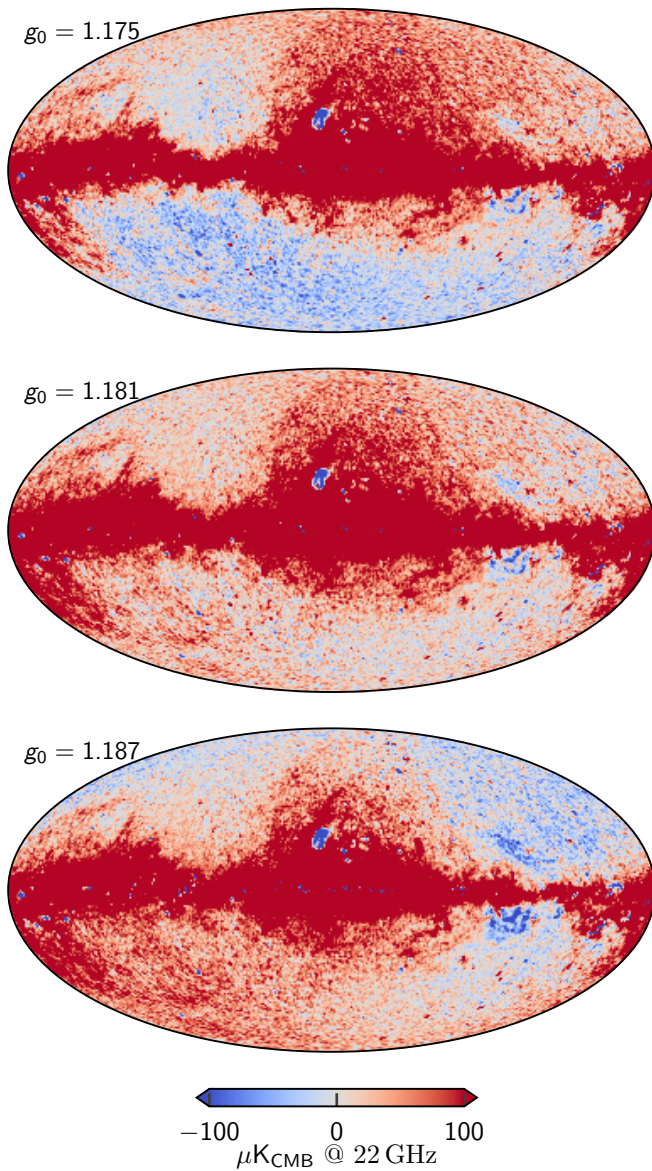 g₀ = 1.175
g₀ = 1.181
g₀ = 1.187
−100 0 100
μK_CMB @ 22 GHz